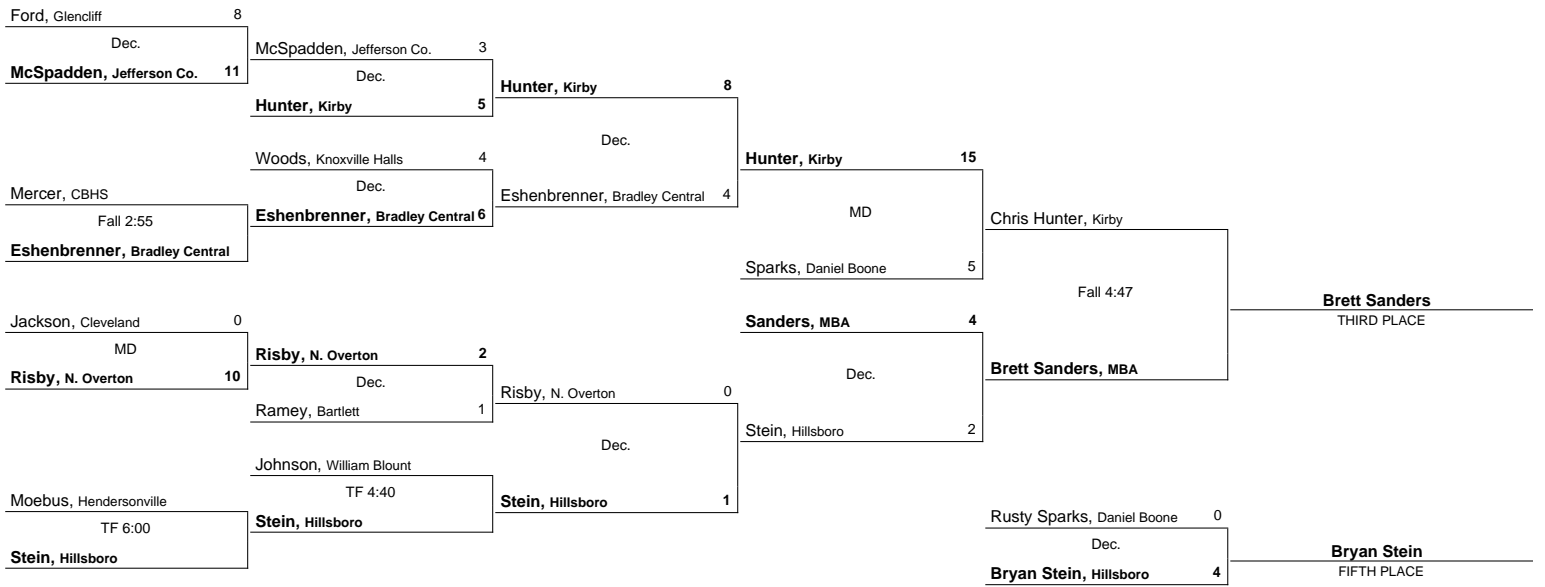 Ford, Glencliff 8
Dec.
McSpadden, Jefferson Co. 11
Mercer, CBHS
Fall 2:55
Eshenbrenner, Bradley Central
Jackson, Cleveland 0
MD
Risby, N. Overton 10
Moebus, Hendersonville
TF 6:00
Stein, Hillsboro
McSpadden, Jefferson Co. 3
Dec.
Hunter, Kirby 5
Woods, Knoxville Halls 4
Dec.
Eshenbrenner, Bradley Central 6
Risby, N. Overton 2
Dec.
Ramey, Bartlett 1
Johnson, William Blount
TF 4:40
Stein, Hillsboro
Hunter, Kirby 8
Dec.
Eshenbrenner, Bradley Central 4
Risby, N. Overton 0
Dec.
Stein, Hillsboro 1
Hunter, Kirby 15
MD
Sparks, Daniel Boone 5
Sanders, MBA 4
Dec.
Stein, Hillsboro 2
Chris Hunter, Kirby
Fall 4:47
Brett Sanders, MBA
Brett Sanders
THIRD PLACE
Rusty Sparks, Daniel Boone 0
Dec.
Bryan Stein, Hillsboro 4
Bryan Stein
FIFTH PLACE